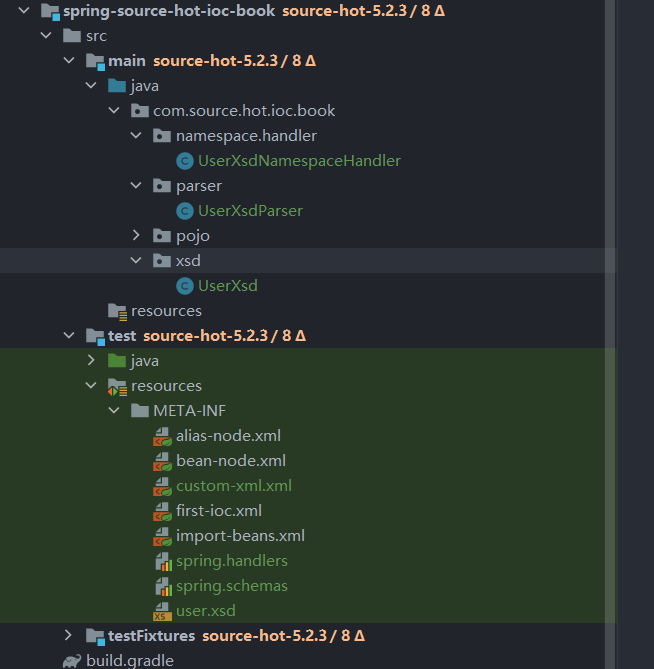 spring-source-hot-ioc-book source-hot-5.2.3 / 8 Δ
src
main source-hot-5.2.3 / 8 Δ
java
com.source.hot.ioc.book
namespace.handler
C UserXsdNamespaceHandler
parser
C UserXsdParser
pojo
xsd
C UserXsd
resources
test source-hot-5.2.3 / 8 Δ
java
resources
META-INF
alias-node.xml
bean-node.xml
custom-xml.xml
first-ioc.xml
import-beans.xml
spring.handlers
spring.schemas
XS user.xsd
testFixtures source-hot-5.2.3 / 8 Δ
build.gradle